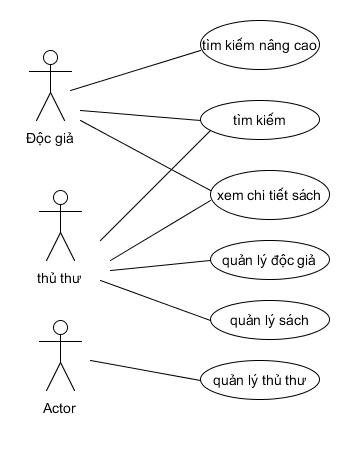 tìm kiếm nâng cao
Độc giả
tìm kiếm
xem chi tiết sách
thủ thư
quản lý độc giả
quản lý sách
Actor
quản lý thủ thư